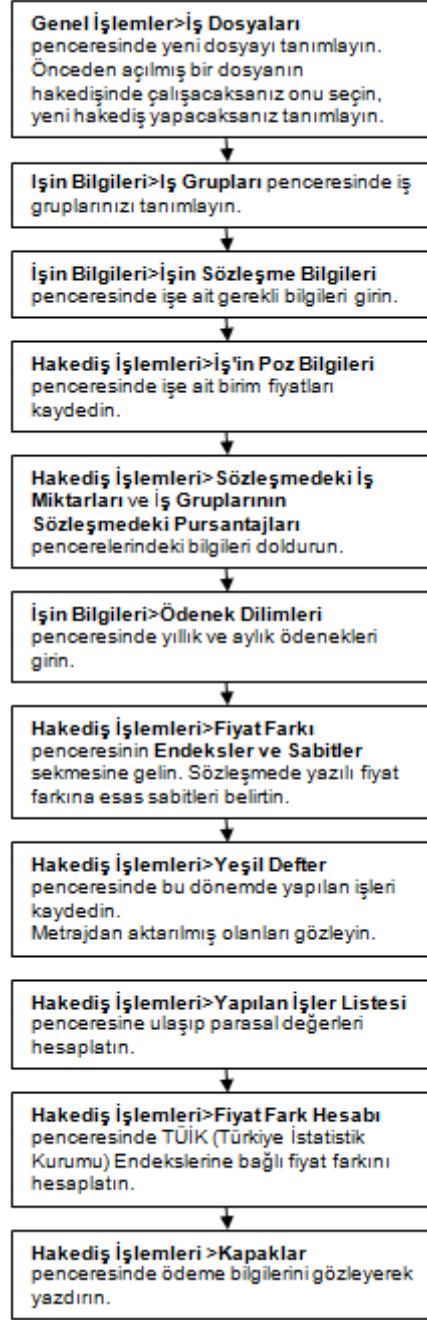 Genel İşlemler>İş Dosyaları
penceresinde yeni dosyayı tanımlayın.
Önceden açılmış bir dosyanın
hakedişinde çalışacaksanız onu seçin,
yeni hakediş yapacaksanız tanımlayın.
Işin Bilgileri>Iş Grupları penceresinde iş
gruplarınızı tanımlayın.
İşin Bilgileri>İşin Sözleşme Bilgileri
penceresinde işe ait gerekli bilgileri girin.
Hakediş İşlemleri>İş'in Poz Bilgileri
penceresinde işe ait birim fiyatları
kaydedin.
Hakediş İşlemleri>Sözleşmedeki İş
Miktarları ve İş Gruplarının
Sözleşmedeki Pursantajları
pencerelerindeki bilgileri doldurun.
İşin Bilgileri>Ödenek Dilimleri
penceresinde yıllık ve aylık ödenekleri
girin.
Hakediş İşlemleri>Fiyat Farkı
penceresinin Endeksler ve Sabitler
sekmesine gelin. Sözleşmede yazılı fiyat
farkına esas sabitleri belirtin.
Hakediş İşlemleri>Yeşil Defter
penceresinde bu dönemde yapılan işleri
kaydedin.
Metrajdan aktarılmış olanları gözleyin.
Hakediş İşlemleri>Yapılan İşler Listesi
penceresine ulaşıp parasal değerleri
hesaplatın.
Hakediş İşlemleri>Fiyat Fark Hesabı
penceresinde TÜİK (Türkiye İstatistik
Kurumu) Endekslerine bağlı fiyat farkını
hesaplatın.
Hakediş İşlemleri >Kapaklar
penceresinde ödeme bilgilerini gözleyerek
yazdırın.